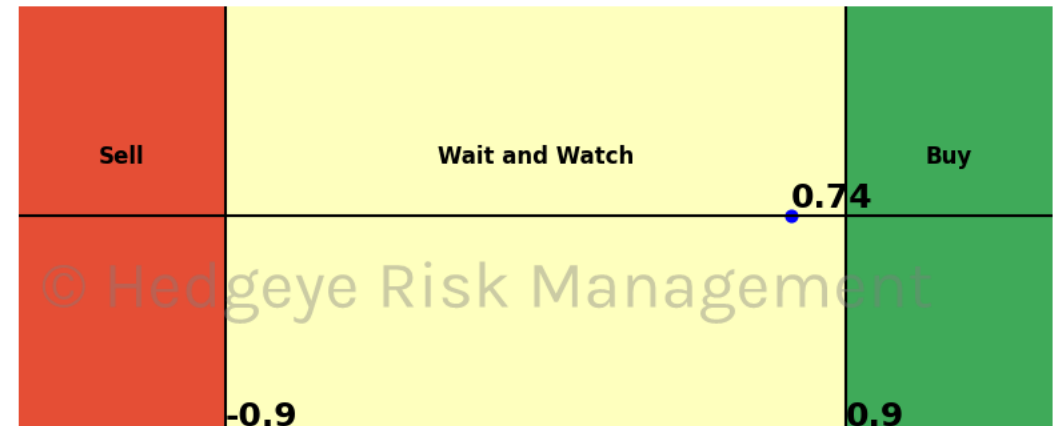 Sell
Wait and Watch
Buy
0.74
© Hedgeye Risk Management
-0.9
0.9